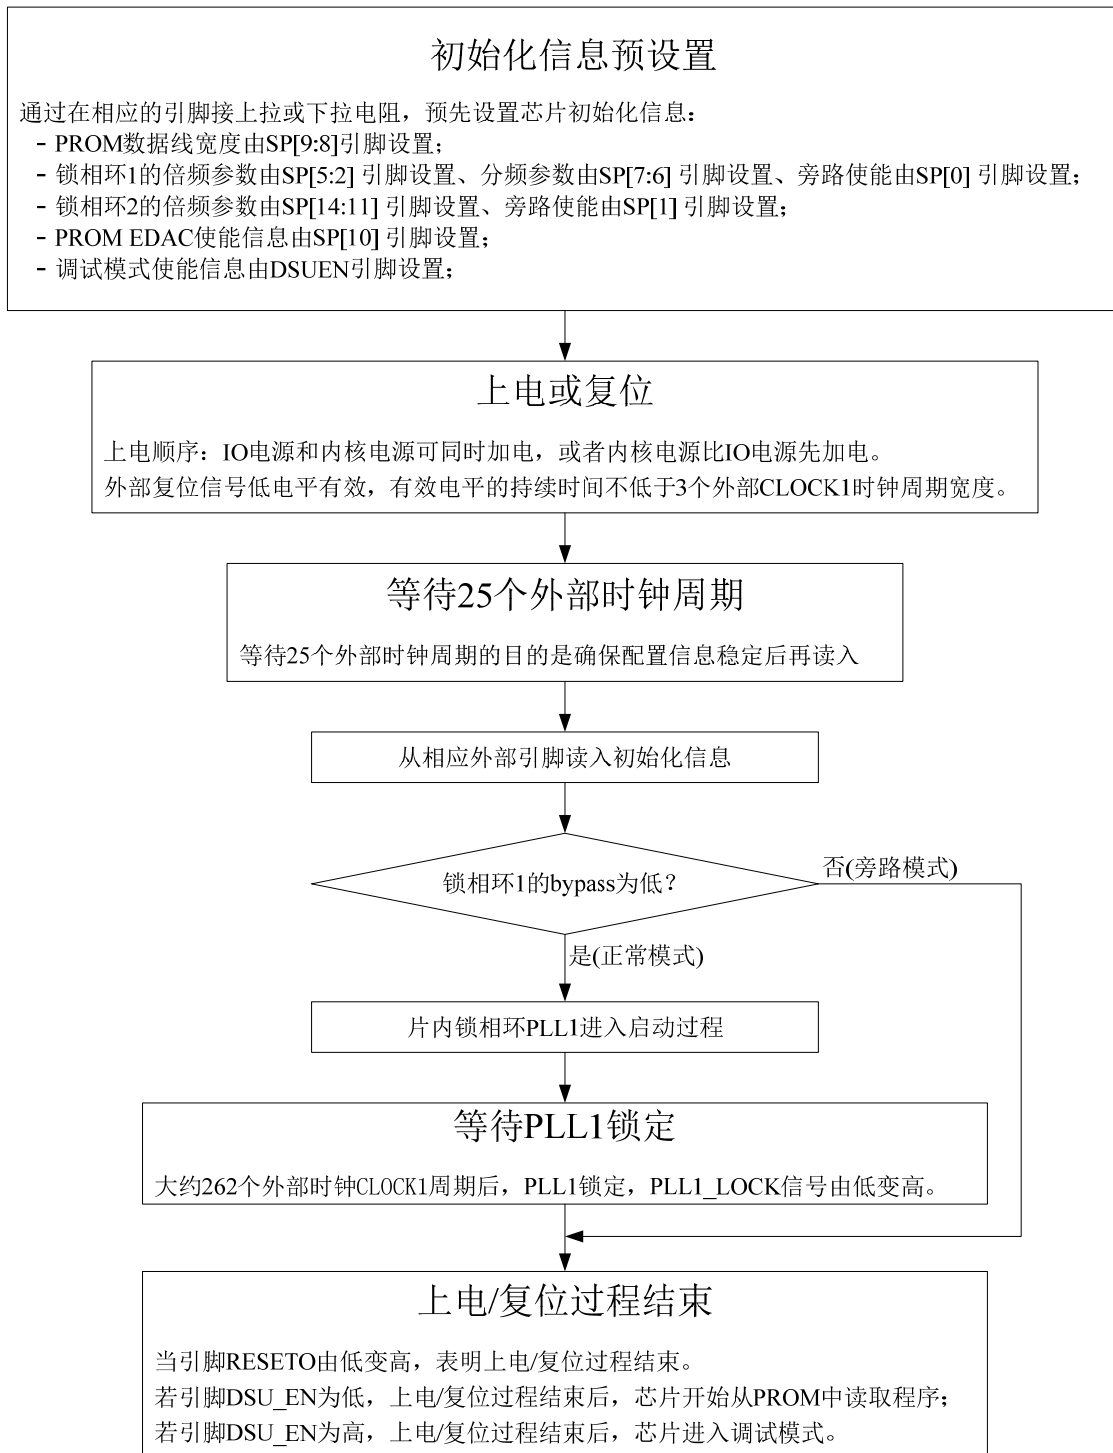 初始化信息预设置
通过在相应的引脚接上拉或下拉电阻，预先设置芯片初始化信息：
- PROM数据线宽度由SP[9:8]引脚设置；
- 锁相环1的倍频参数由SP[5:2] 引脚设置、分频参数由SP[7:6] 引脚设置、旁路使能由SP[0] 引脚设置；
- 锁相环2的倍频参数由SP[14:11] 引脚设置、旁路使能由SP[1] 引脚设置；
- PROM EDAC使能信息由SP[10] 引脚设置；
- 调试模式使能信息由DSUEN引脚设置；
上电或复位
上电顺序：IO电源和内核电源可同时加电，或者内核电源比IO电源先加电。
外部复位信号低电平有效，有效电平的持续时间不低于3个外部CLOCK1时钟周期宽度。
等待25个外部时钟周期
等待25个外部时钟周期的目的是确保配置信息稳定后再读入
从相应外部引脚读入初始化信息
锁相环1的bypass为低？
否(旁路模式)
是(正常模式)
片内锁相环PLL1进入启动过程
等待PLL1锁定
大约262个外部时钟CLOCK1周期后，PLL1锁定，PLL1_LOCK信号由低变高。
上电/复位过程结束
当引脚RESETO由低变高，表明上电/复位过程结束。
若引脚DSU_EN为低，上电/复位过程结束后，芯片开始从PROM中读取程序；
若引脚DSU_EN为高，上电/复位过程结束后，芯片进入调试模式。